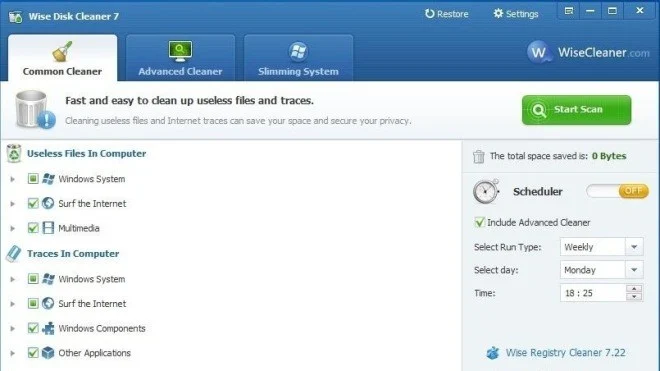 Wise Disk Cleaner 7
Restore
Settings
Common Cleaner
Advanced Cleaner
Slimming System
W
WiseCleaner.com
Fast and easy to clean up useless files and traces.
Cleaning useless files and Internet traces can save your space and secure your privacy.
Start Scan
Useless Files In Computer
Windows System
Surf the Internet
Multimedia
Traces In Computer
Windows System
Surf the Internet
Windows Components
Other Applications
The total space saved is: 0 Bytes
Scheduler
OFF
Include Advanced Cleaner
Select Run Type: Weekly
Select day: Monday
Time: 18 : 25
Wise Registry Cleaner 7.22